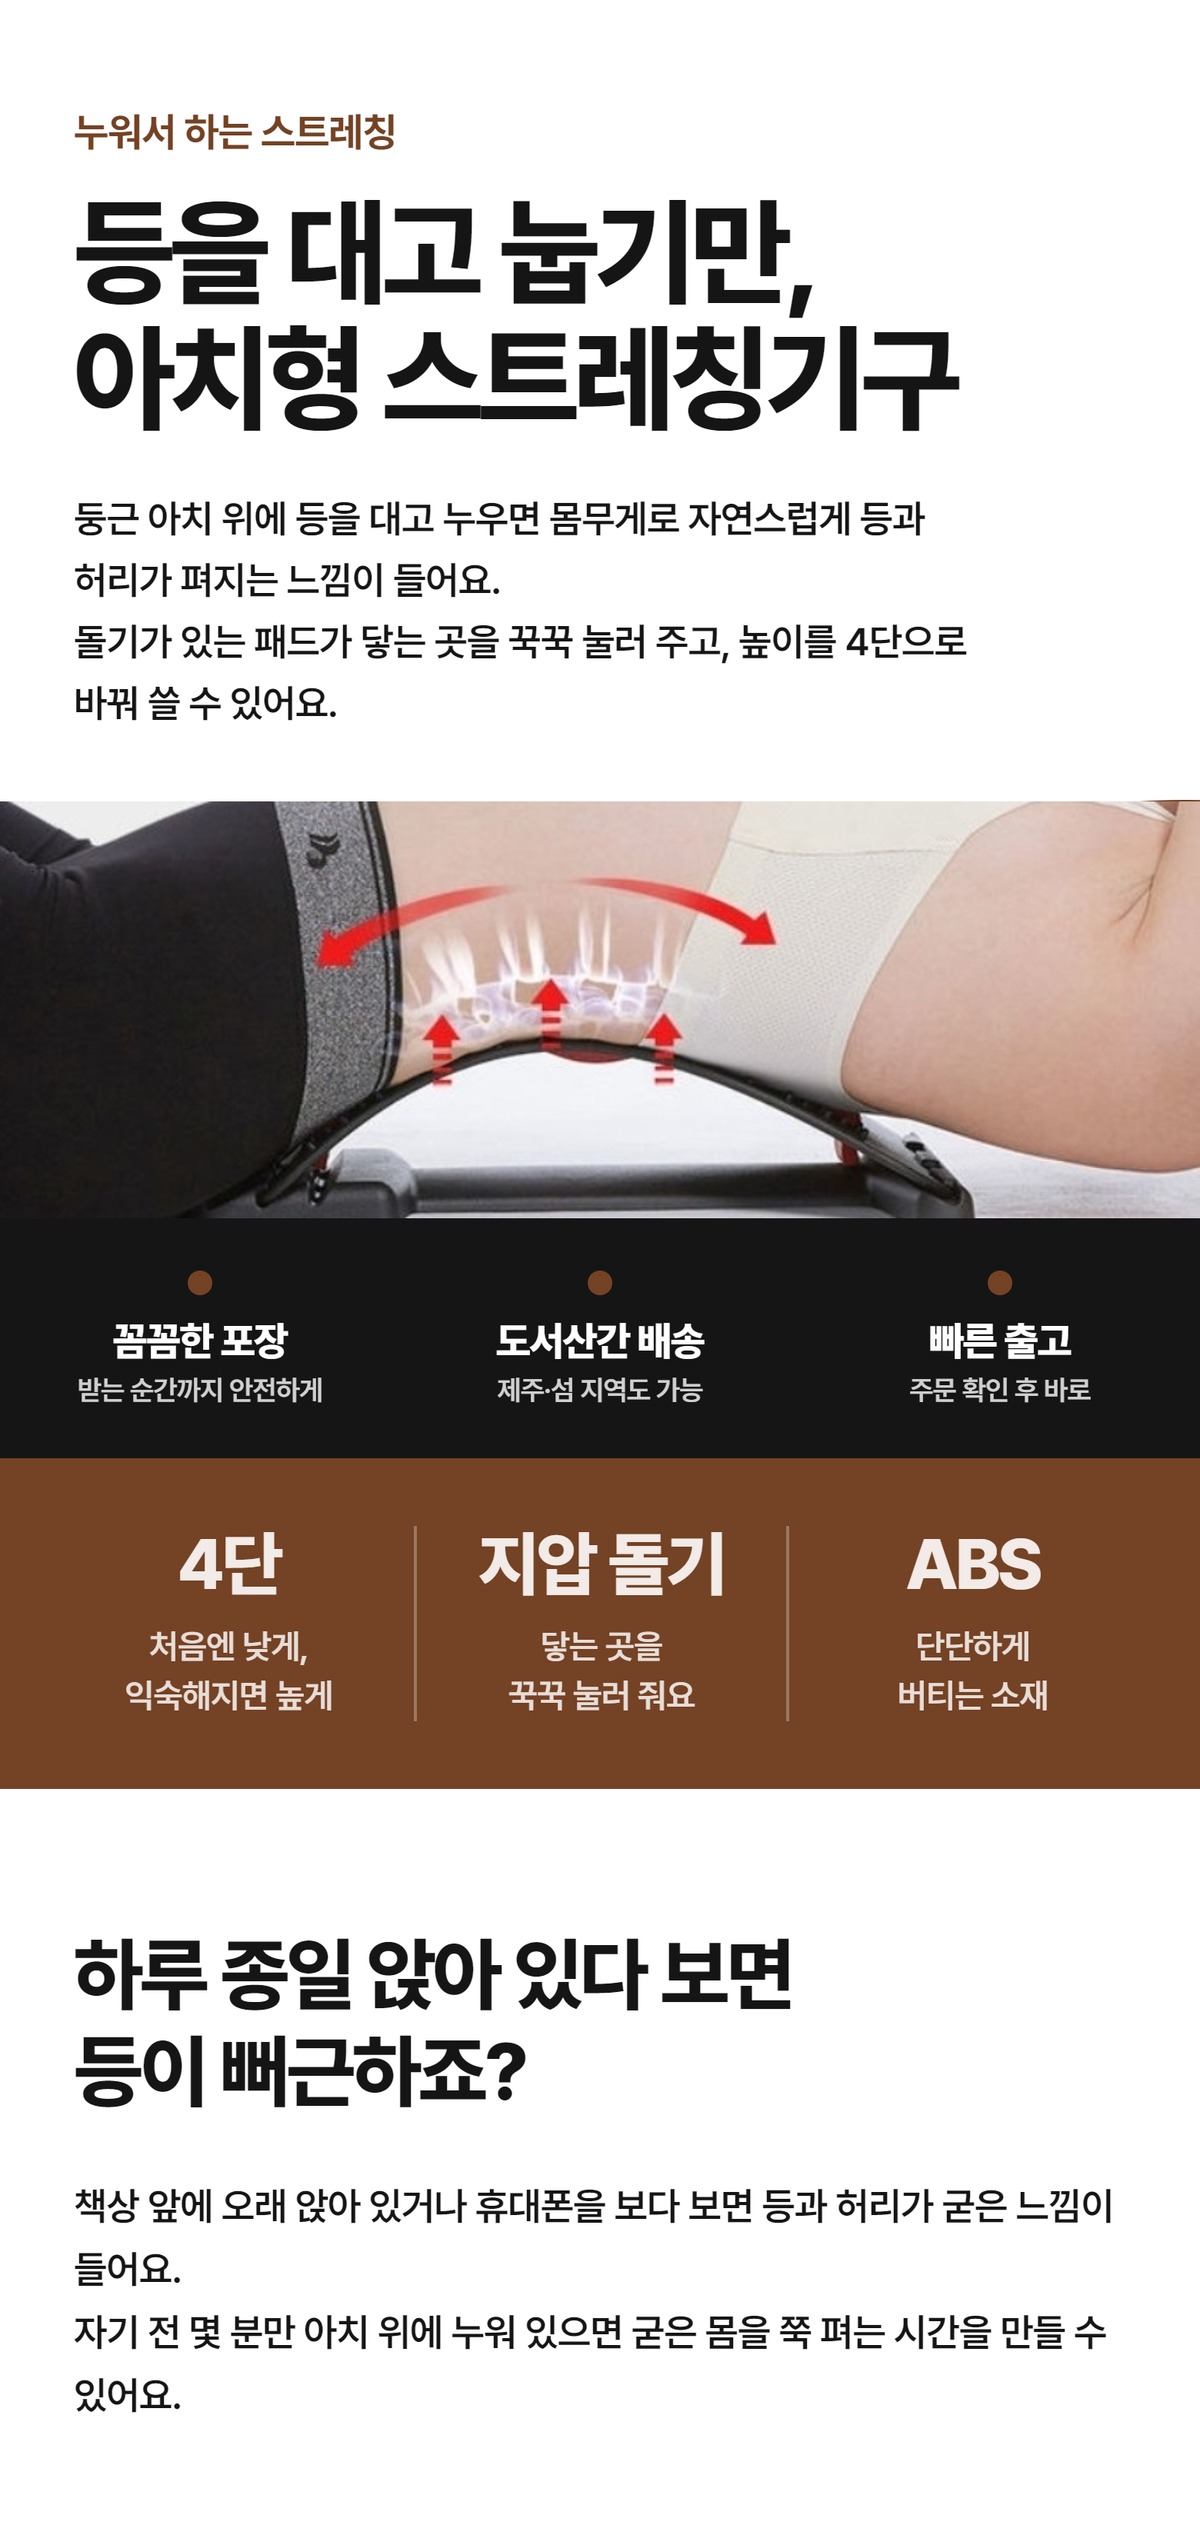 누워서 하는 스트레칭
등을 대고 눕기만,
아치형 스트레칭기구
둥근 아치 위에 등을 대고 누우면 몸무게로 자연스럽게 등과
허리가 펴지는 느낌이 들어요.
돌기가 있는 패드가 닿는 곳을 꾹꾹 눌러 주고, 높이를 4단으로
바꿔 쓸 수 있어요.
꼼꼼한 포장
받는 순간까지 안전하게
도서산간 배송
제주·섬 지역도 가능
빠른 출고
주문 확인 후 바로
4단
처음엔 낮게,
익숙해지면 높게
지압 돌기
닿는 곳을
꾹꾹 눌러 줘요
ABS
단단하게
버티는 소재
하루 종일 앉아 있다 보면
등이 뻐근하죠?
책상 앞에 오래 앉아 있거나 휴대폰을 보다 보면 등과 허리가 굳은 느낌이
들어요.
자기 전 몇 분만 아치 위에 누워 있으면 굳은 몸을 쭉 펴는 시간을 만들 수
있어요.